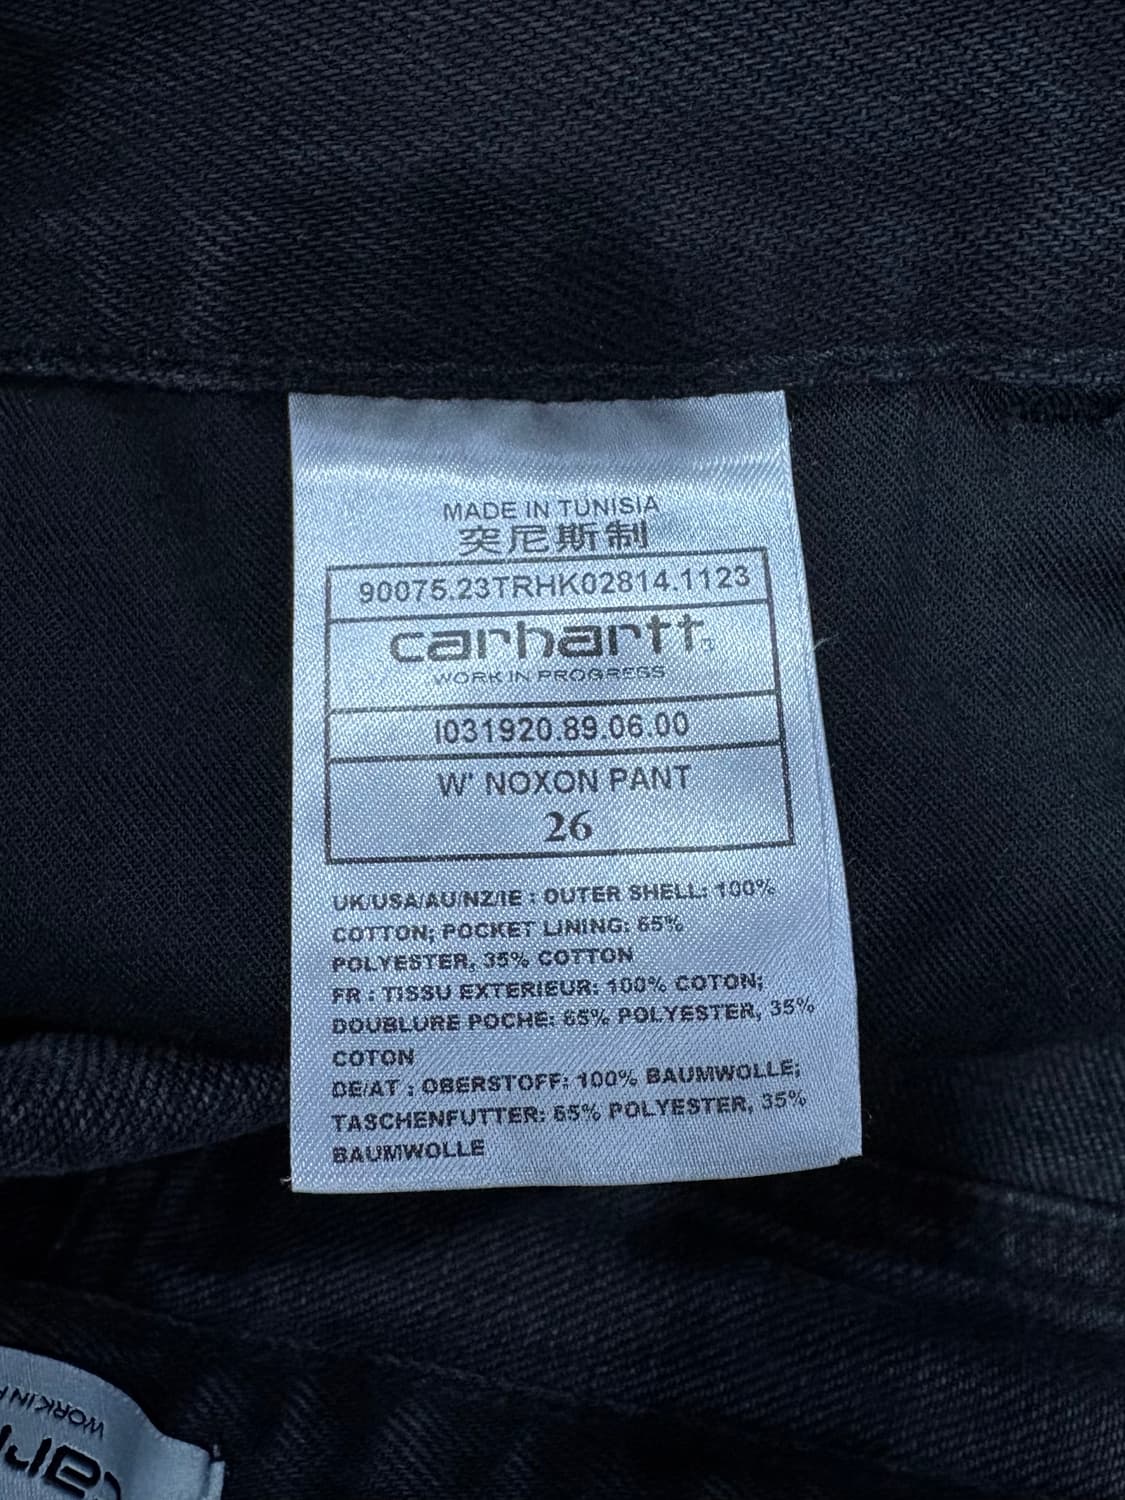 MADE IN TUNISIA
突尼斯制
90075.23TRHK02814.1123
carhartt
WORK IN PROGRESS
I031920.89.06.00
W' NOXON PANT
26
UK/USA/AU/NZ/IE : OUTER SHELL: 100%
COTTON; POCKET LINING: 65%
POLYESTER, 35% COTTON
FR : TISSU EXTERIEUR: 100% COTON;
DOUBLURE POCHE: 65% POLYESTER, 35%
COTON
DE/AT : OBERSTOFF: 100% BAUMWOLLE;
TASCHENFUTTER: 65% POLYESTER, 35%
BAUMWOLLE
WORK IN